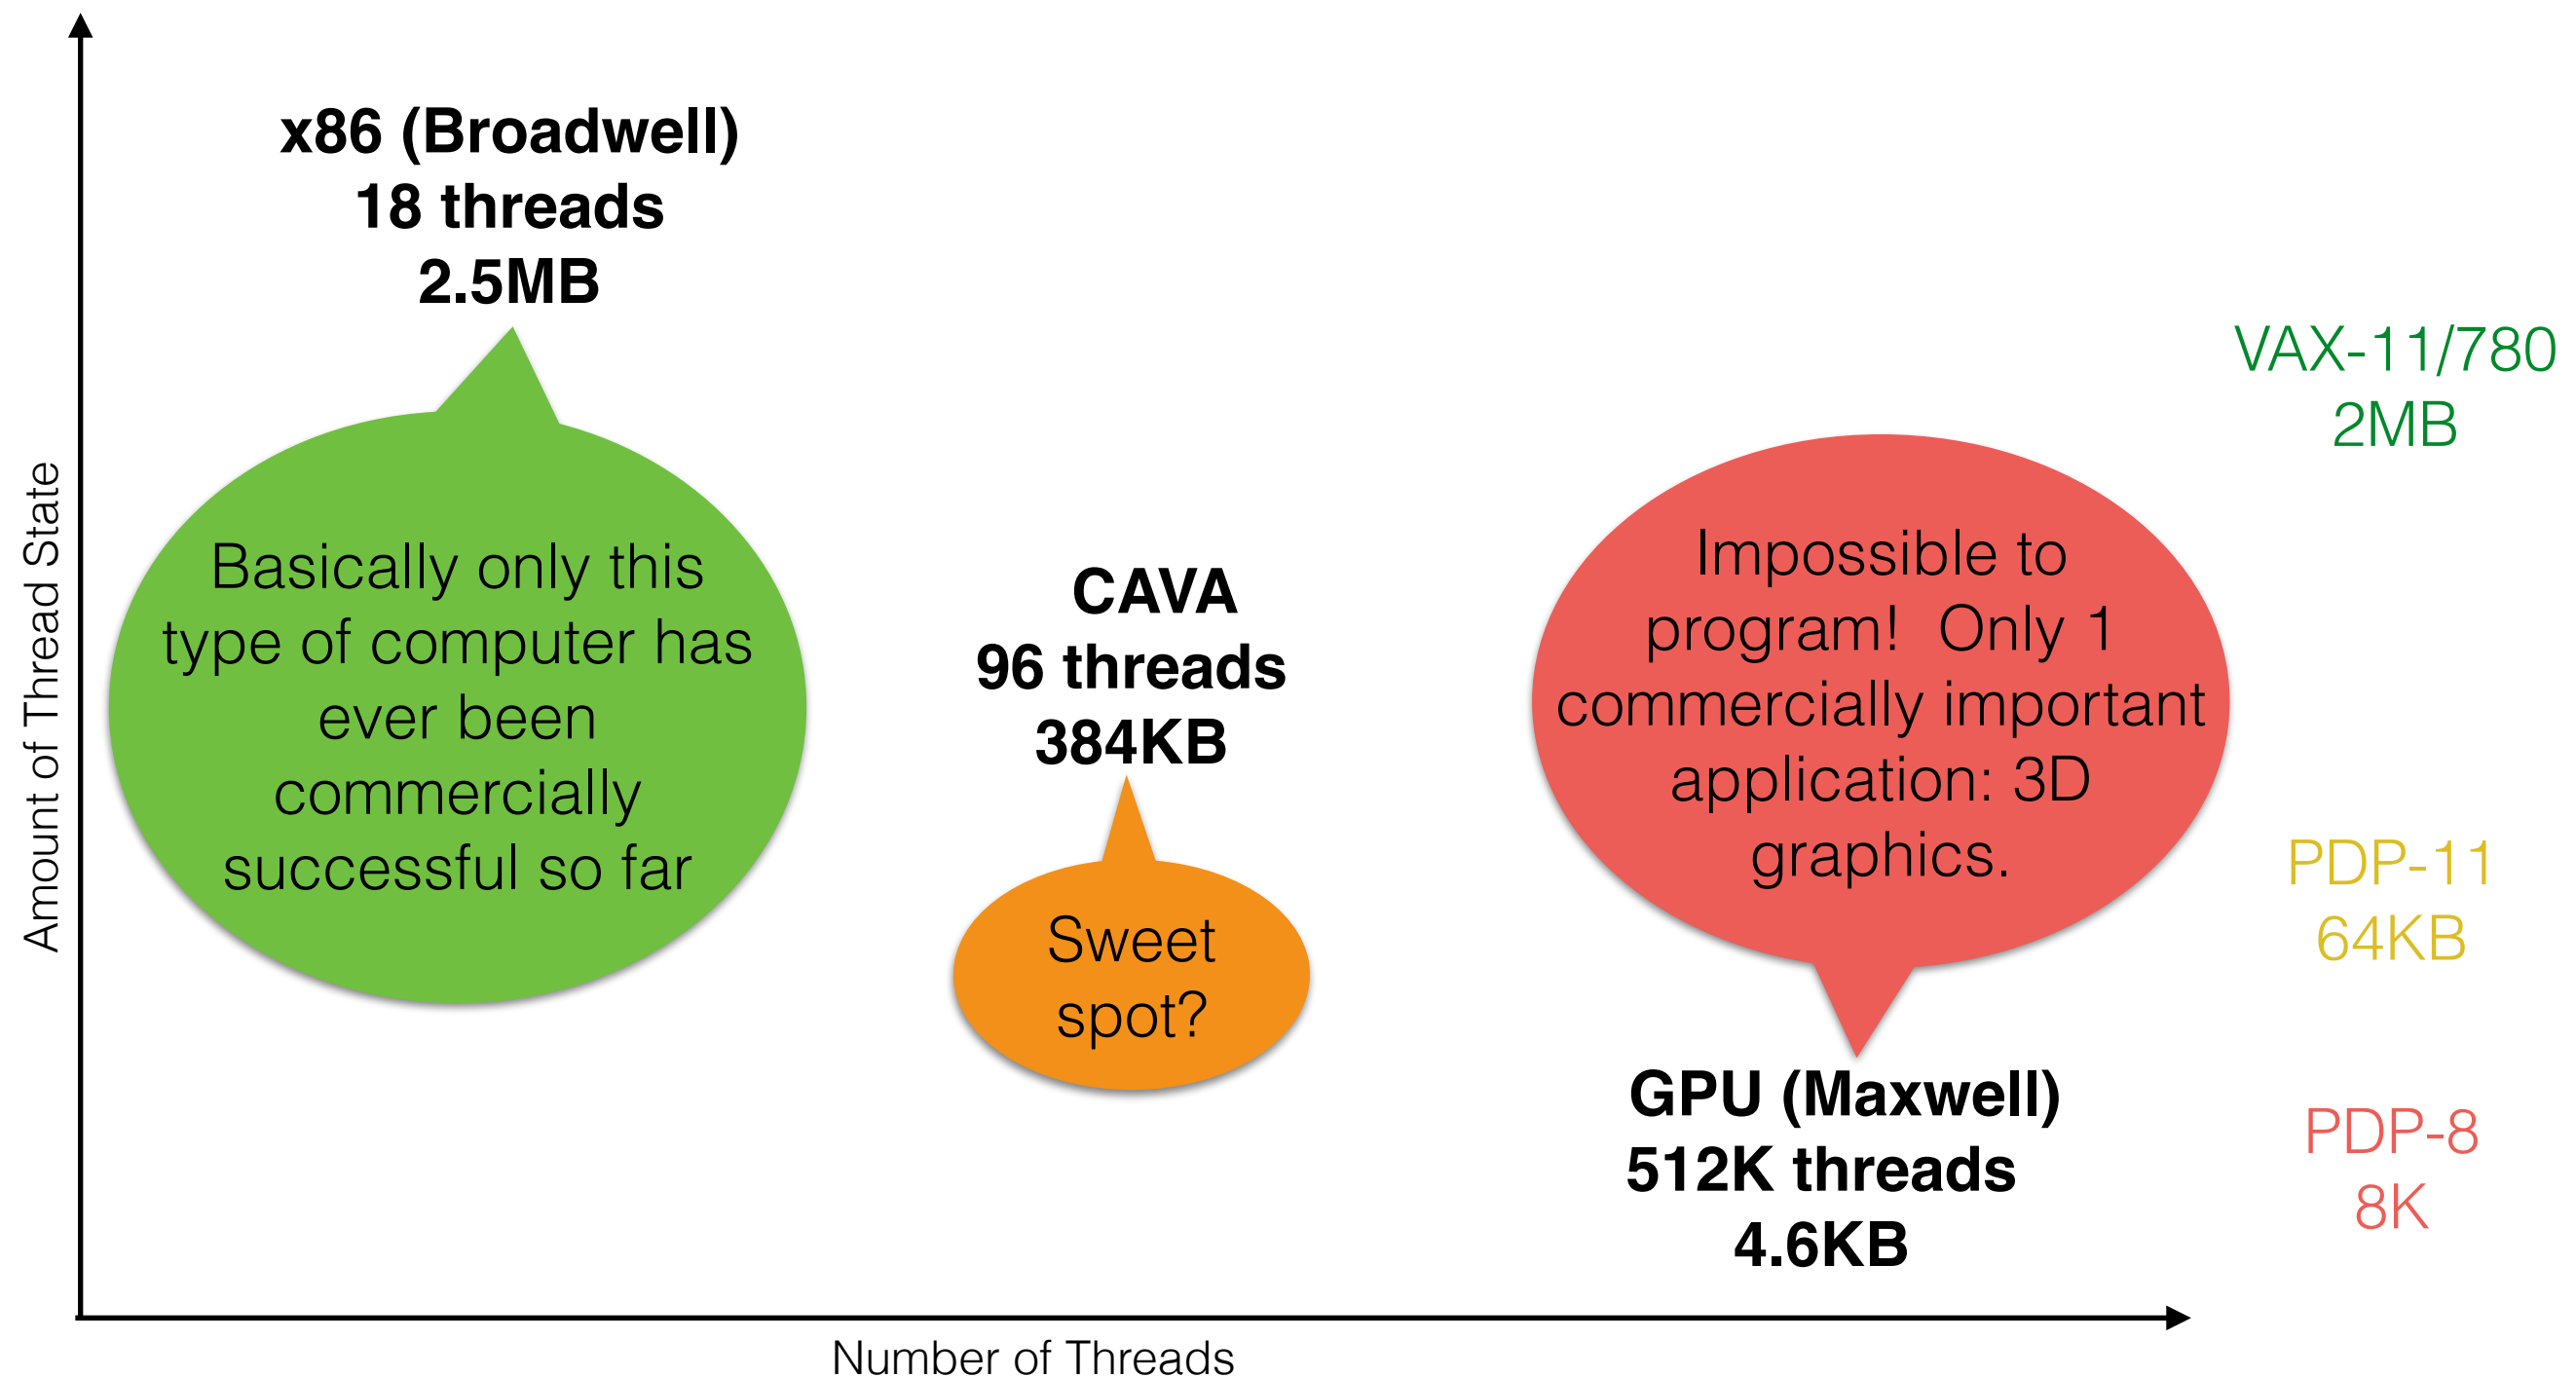 x86 (Broadwell)
18 threads
2.5MB
Basically only this
type of computer has
ever been
commercially
successful so far
Amount of Thread State
CAVA
96 threads
384KB
Sweet
spot?
Impossible to
program!  Only 1
commercially important
application: 3D
graphics.
GPU (Maxwell)
512K threads
4.6KB
VAX-11/780
2MB
PDP-11
64KB
PDP-8
8K
Number of Threads